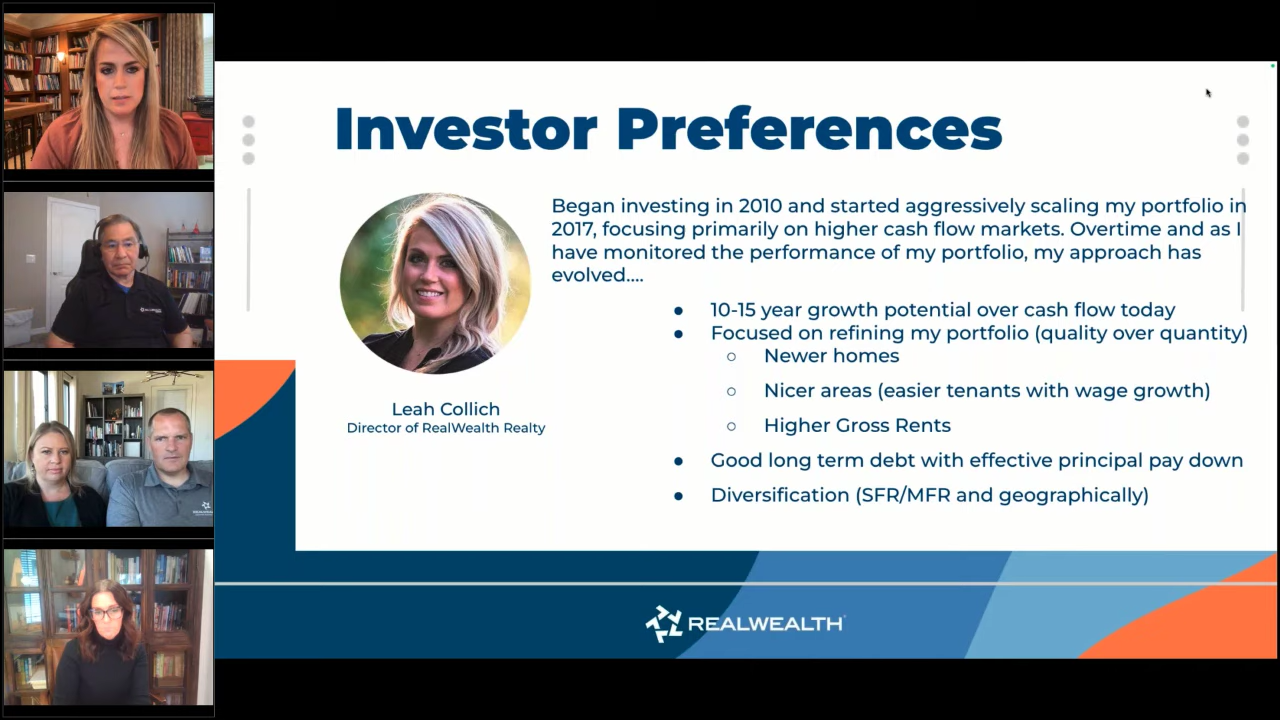 Investor Preferences
Began investing in 2010 and started aggressively scaling my portfolio in
2017, focusing primarily on higher cash flow markets. Overtime and as I
have monitored the performance of my portfolio, my approach has
evolved....
● 10-15 year growth potential over cash flow today
● Focused on refining my portfolio (quality over quantity)
○ Newer homes
○ Nicer areas (easier tenants with wage growth)
○ Higher Gross Rents
● Good long term debt with effective principal pay down
● Diversification (SFR/MFR and geographically)
Leah Collich
Director of RealWealth Realty
REALWEALTH